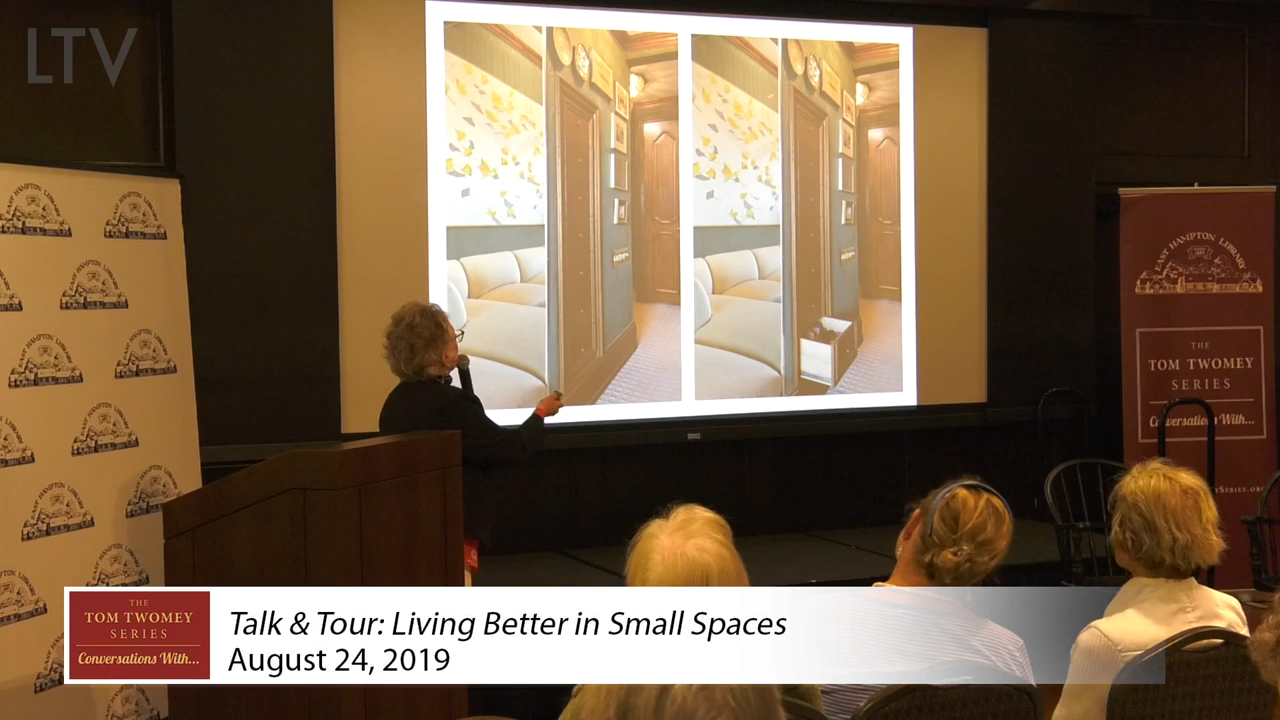 LTV
EAST HAMPTON LIBRARY
THE
TOM TWOMEY
SERIES
Conversations With...
THE
TOM TWOMEY
SERIES
Conversations With...
Talk & Tour: Living Better in Small Spaces
August 24, 2019